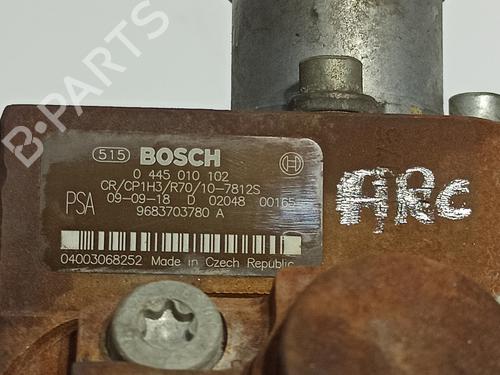 B-PARTS
515 BOSCH
0 445 010 102
CR/CP1H3/R70/10-7812S
PSA 09-09-18 D 02048 00165
9683703780 A
04003068252 Made in Czech Republic
ARC